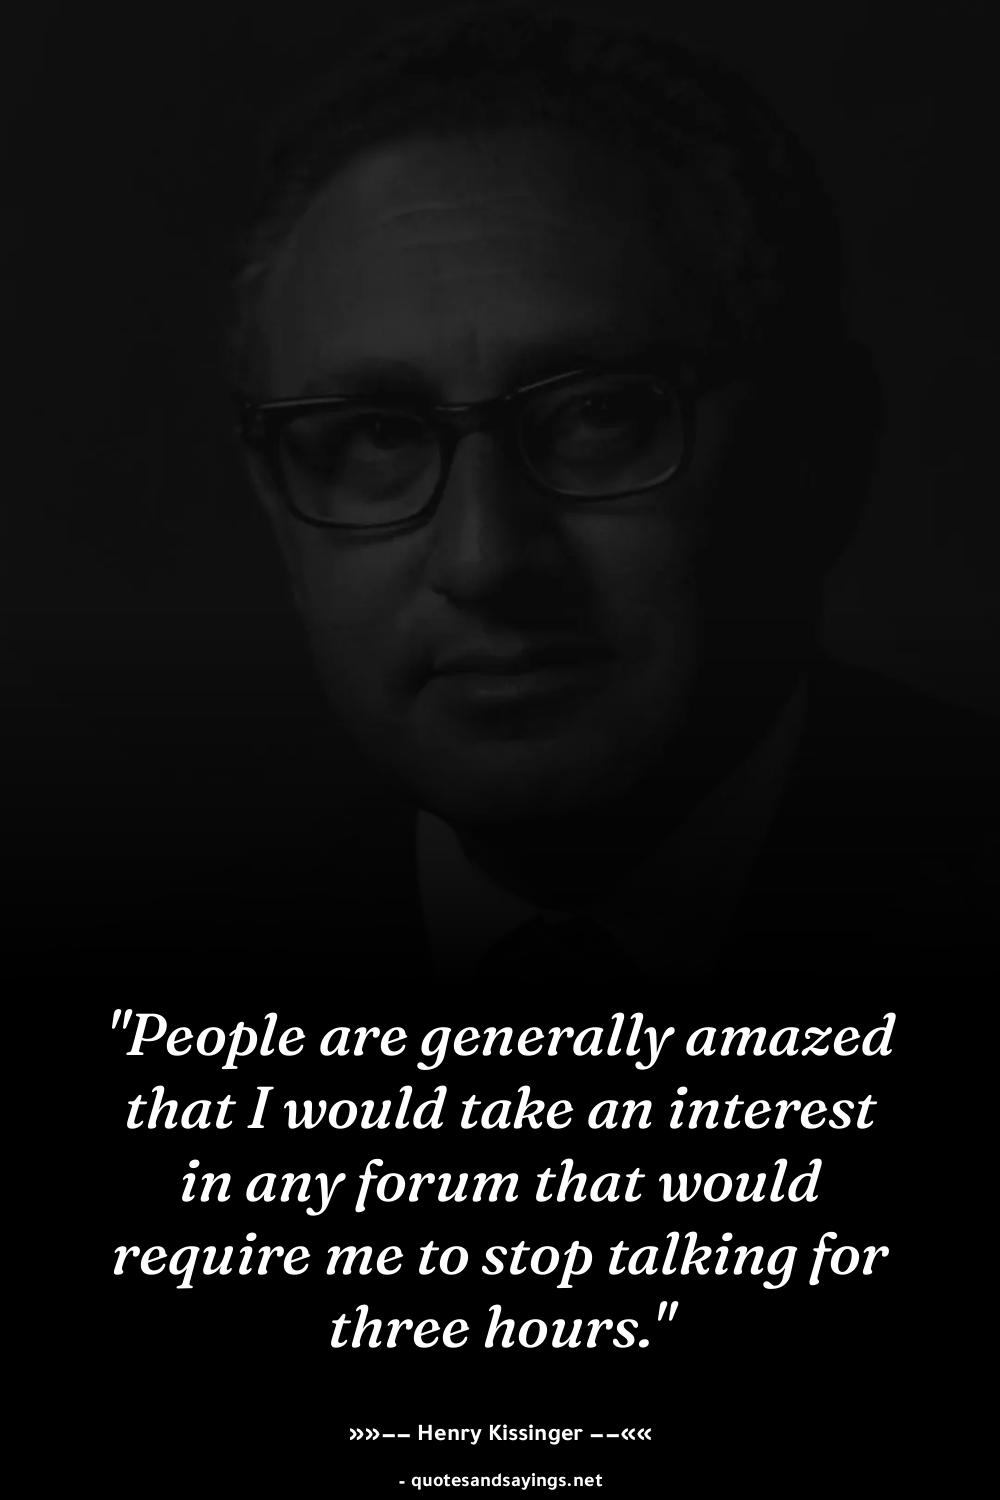 "People are generally amazed
that I would take an interest
in any forum that would
require me to stop talking for
three hours."
»»–– Henry Kissinger ––««
- quotesandsayings.net